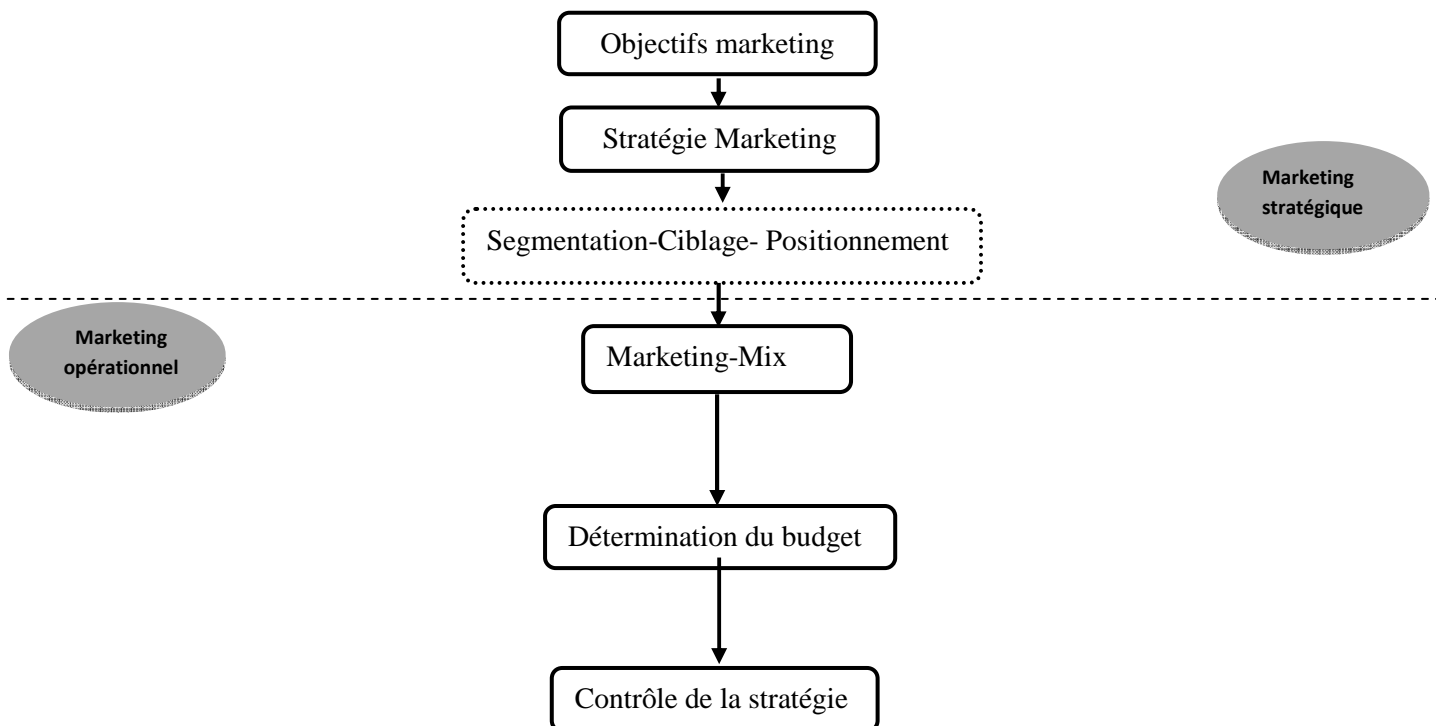 Objectifs marketing
Stratégie Marketing
Marketing
stratégique
Segmentation-Ciblage- Positionnement
Marketing
opérationnel
Marketing-Mix
Détermination du budget
Contrôle de la stratégie